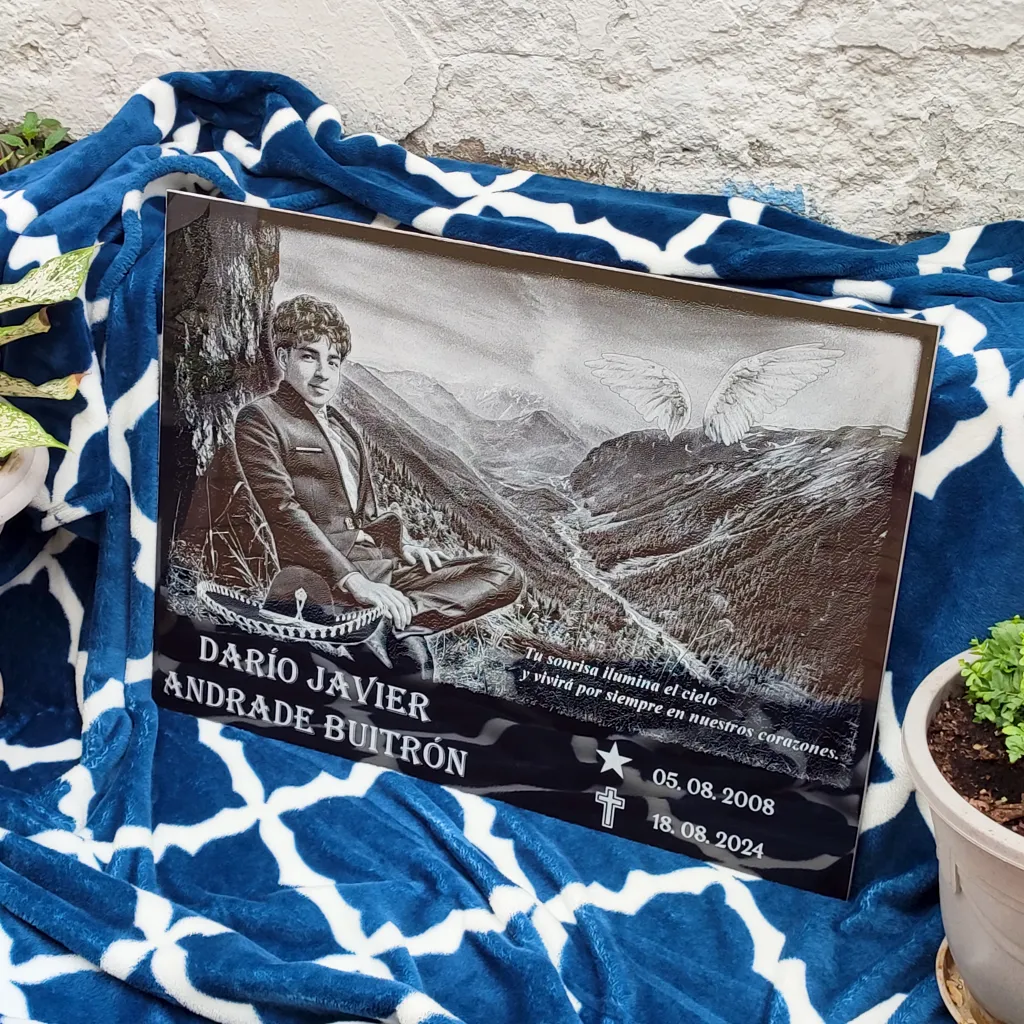 DARÍO JAVIER
ANDRADE BUITRÓN
Tu sonrisa ilumina el cielo
y vivirá por siempre en nuestros corazones.
05. 08. 2008
18. 08. 2024